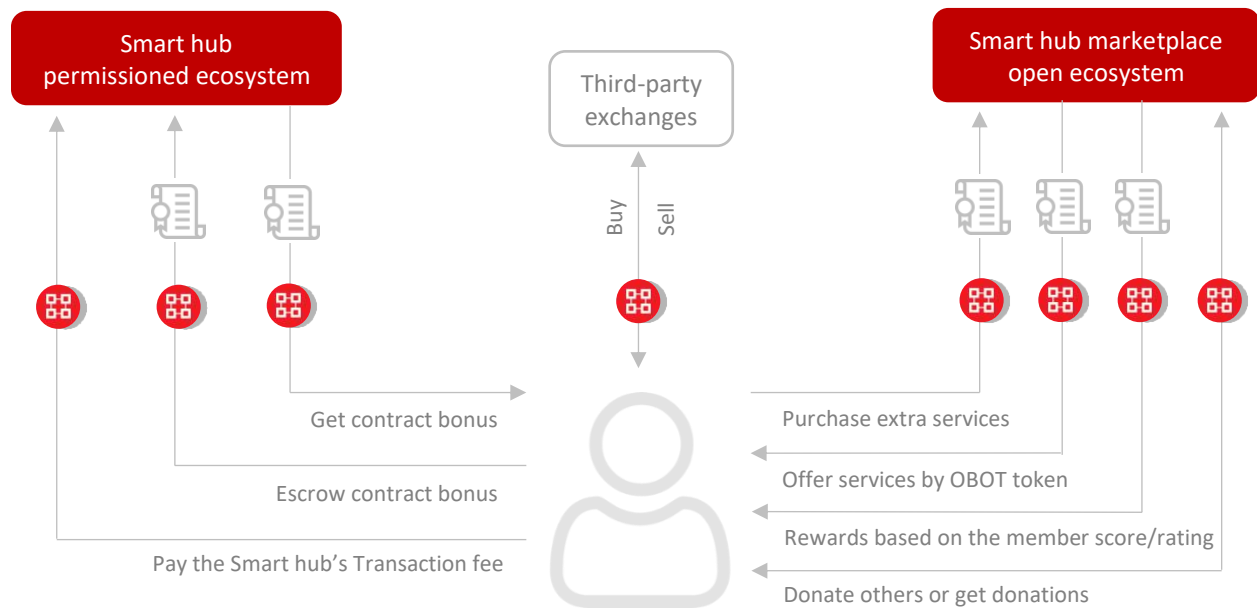 Smart hub
permissioned ecosystem
Third-party
exchanges
Smart hub marketplace
open ecosystem
Buy
Sell
Get contract bonus
Escrow contract bonus
Pay the Smart hub’s Transaction fee
Purchase extra services
Offer services by OBOT token
Rewards based on the member score/rating
Donate others or get donations